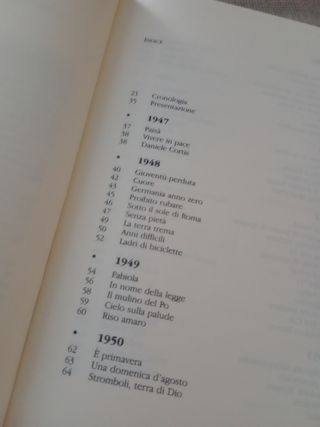 INDICE
23 Cronologia
35 Presentazione
• 1947
37 Paisà
38 Vivere in pace
38 Daniele Cortis
• 1948
40 Gioventù perduta
42 Cuore
43 Germania anno zero
45 Proibito rubare
46 Sotto il sole di Roma
47 Senza pietà
49 La terra trema
50 Anni difficili
52 Ladri di biciclette
• 1949
54 Fabiola
56 In nome della legge
58 Il mulino del Po
59 Cielo sulla palude
60 Riso amaro
• 1950
62 È primavera
63 Una domenica d'agosto
64 Stromboli, terra di Dio